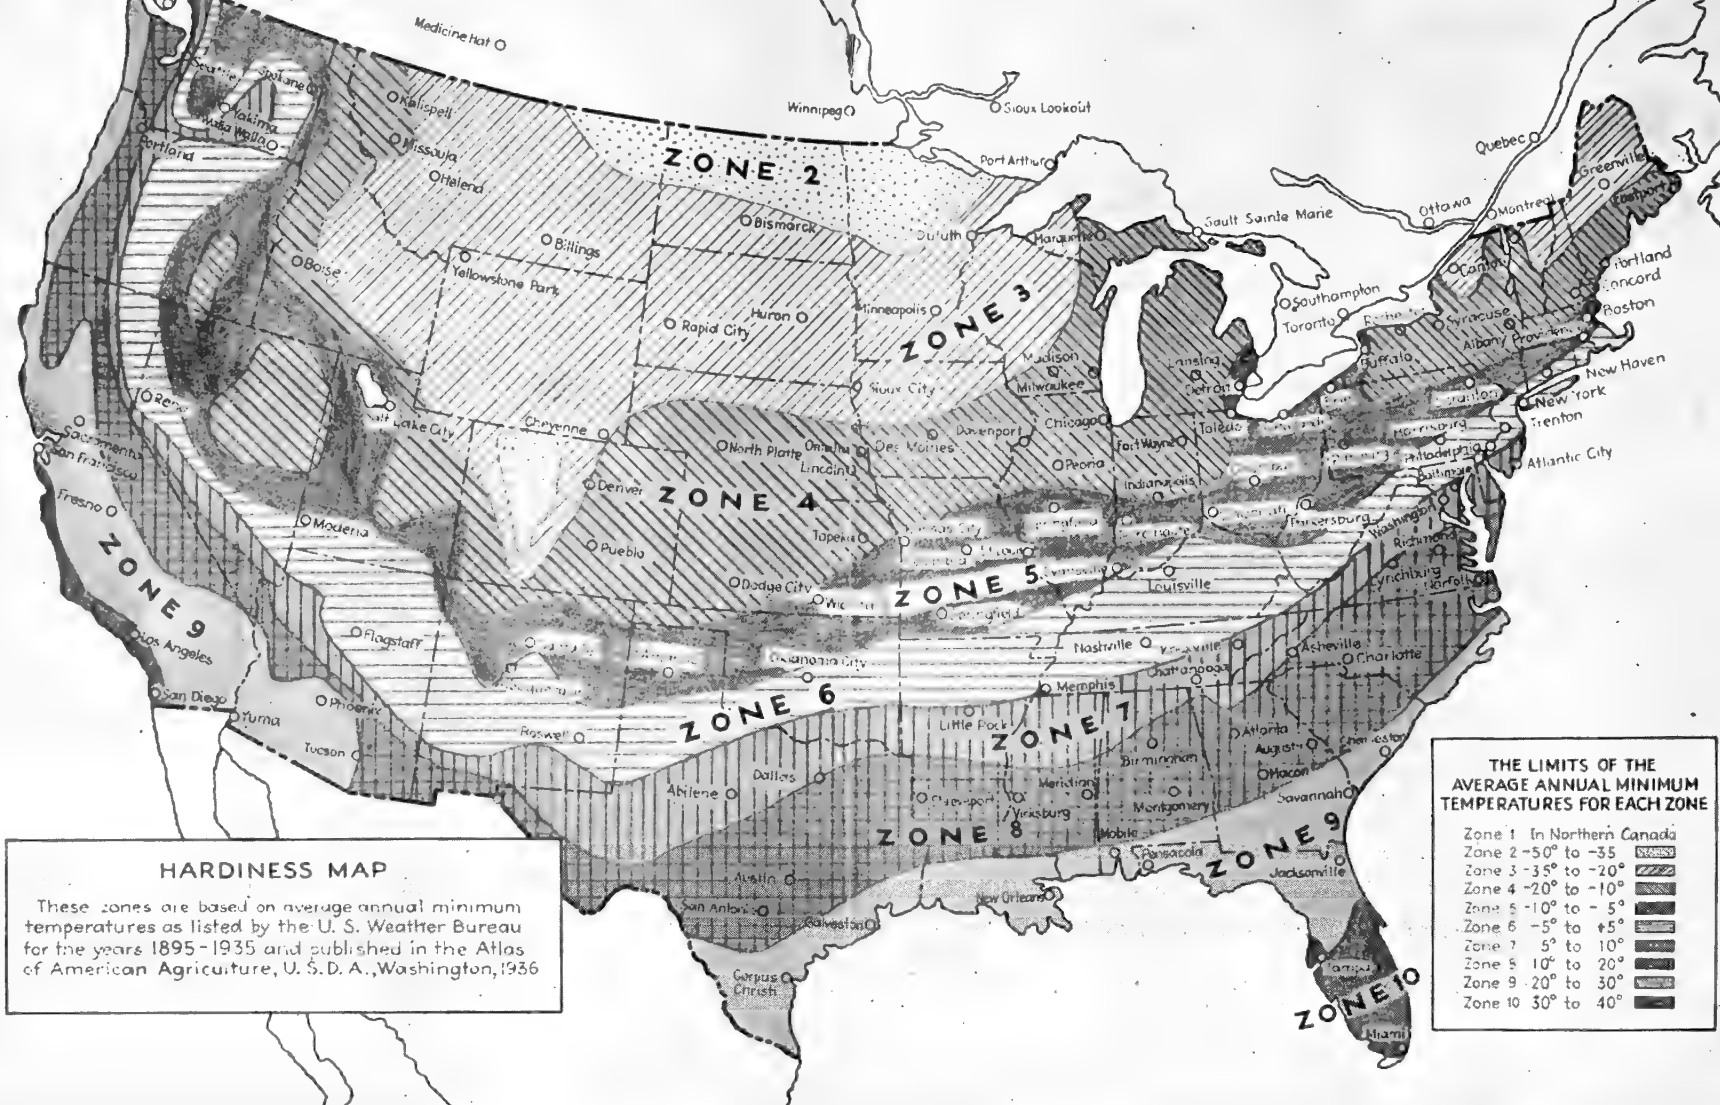 Medicine Hat
Winnipeg
Sioux Lookout
Port Arthur
Quebec
Ottawa
Montreal
Sault Sainte Marie
Southampton
Toronto
Seattle
Spokane
Yakima
Walla Walla
Portland
Kalispell
Missoula
Helena
Billings
Yellowstone Park
Boise
ZONE 2
Bismarck
Duluth
Marquette
Minneapolis
ZONE 3
Huron
Rapid City
Sioux City
Madison
Milwaukee
Lansing
Detroit
Greenville
Eastport
Portland
Concord
Boston
Canton
Syracuse
Albany
Providence
Buffalo
New Haven
New York
Trenton
Scranton
Harrisburg
Philadelphia
Baltimore
Atlantic City
Reno
Salt Lake City
Cheyenne
North Platte
Omaha
Lincoln
Des Moines
Davenport
Chicago
Fort Wayne
Toledo
Peoria
Indianapolis
Sacramento
San Francisco
Fresno
Modena
Denver
ZONE 4
Pueblo
Topeka
Kansas City
Dodge City
ZONE 5
Evansville
Louisville
Parkersburg
Washington
Richmond
Lynchburg
Norfolk
ZONE 9
Los Angeles
San Diego
Yuma
Phoenix
Tucson
Flagstaff
Oklahoma City
ZONE 6
Roswell
Nashville
Chattanooga
Memphis
Asheville
Charlotte
Little Rock
ZONE 7
Birmingham
Atlanta
Augusta
Charleston
Macon
Savannah
Dallas
Abilene
Meridian
Vicksburg
Montgomery
ZONE 8
Mobile
Pensacola
ZONE 9
Jacksonville
Austin
San Antonio
Galveston
New Orleans
Corpus
Christi
Tampa
ZONE 10
Miami
HARDINESS MAP
These zones are based on average annual minimum
temperatures as listed by the U. S. Weather Bureau
for the years 1895-1935 and published in the Atlas
of American Agriculture, U. S. D. A., Washington, 1936
THE LIMITS OF THE
AVERAGE ANNUAL MINIMUM
TEMPERATURES FOR EACH ZONE
Zone 1 In Northern Canada
Zone 2 -50° to -35
Zone 3 -35° to -20°
Zone 4 -20° to -10°
Zone 5 -10° to -5°
Zone 6 -5° to +5°
Zone 7 5° to 10°
Zone 8 10° to 20°
Zone 9 20° to 30°
Zone 10 30° to 40°